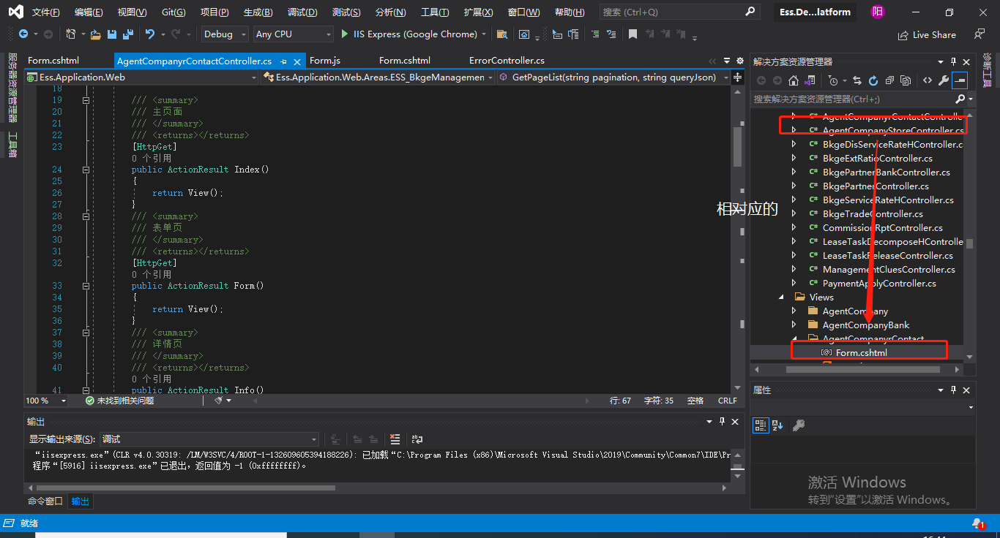 文件(F) 编辑(E) 视图(V) Git(G) 项目(P) 生成(B) 调试(D) 测试(S) 分析(N) 工具(T) 扩展(X) 窗口(W) 帮助(H) 搜索 (Ctrl+Q) Ess.De...latform 阳
Debug Any CPU IIS Express (Google Chrome) Live Share
服务器资源管理器
工具箱
Form.cshtml AgentCompanyrContactController.cs Form.js Form.cshtml ErrorController.cs
Ess.Application.Web Ess.Application.Web.Areas.ESS_BkgeManagemen GetPageList(string pagination, string queryJson)
18
19 /// <summary>
20 /// 主页面
21 /// </summary>
22 /// <returns></returns>
23 [HttpGet]
0 个引用
24 public ActionResult Index()
25 {
26 return View();
27 }
28 /// <summary>
29 /// 表单页
30 /// </summary>
31 /// <returns></returns>
32 [HttpGet]
0 个引用
33 public ActionResult Form()
34 {
35 return View();
36 }
37 /// <summary>
38 /// 详情页
39 /// </summary>
40 /// <returns></returns>
0 个引用
41 public ActionResult Info()
100 % 未找到相关问题 行: 67 字符: 35 空格 CRLF
输出
显示输出来源(S): 调试
“iisexpress.exe”(CLR v4.0.30319: /LM/W3SVC/4/ROOT-1-132609605394188226): 已加载“C:\Program Files (x86)\Microsoft Visual Studio\2019\Community\Common7\IDE\Pr
程序“[5916] iisexpress.exe”已退出，返回值为 -1 (0xffffffff)。
命令窗口 输出
解决方案资源管理器
搜索解决方案资源管理器(Ctrl+;)
AgentCompanyrContactControlle
AgentCompanyStoreController.cs
BkgeDisServiceRateHController.c
BkgeExtRatioController.cs
BkgePartnerBankController.cs
BkgePartnerController.cs
BkgeServiceRateHController.cs
相对应的
BkgeTradeController.cs
CommissionRptController.cs
LeaseTaskDecomposeHControlle
LeaseTaskReleaseController.cs
ManagementCluesController.cs
PaymentApplyController.cs
Views
AgentCompany
AgentCompanyBank
AgentCompanyrContact
Form.cshtml
诊断工具
属性
激活 Windows
转到“设置”以激活 Windows。
就绪 1